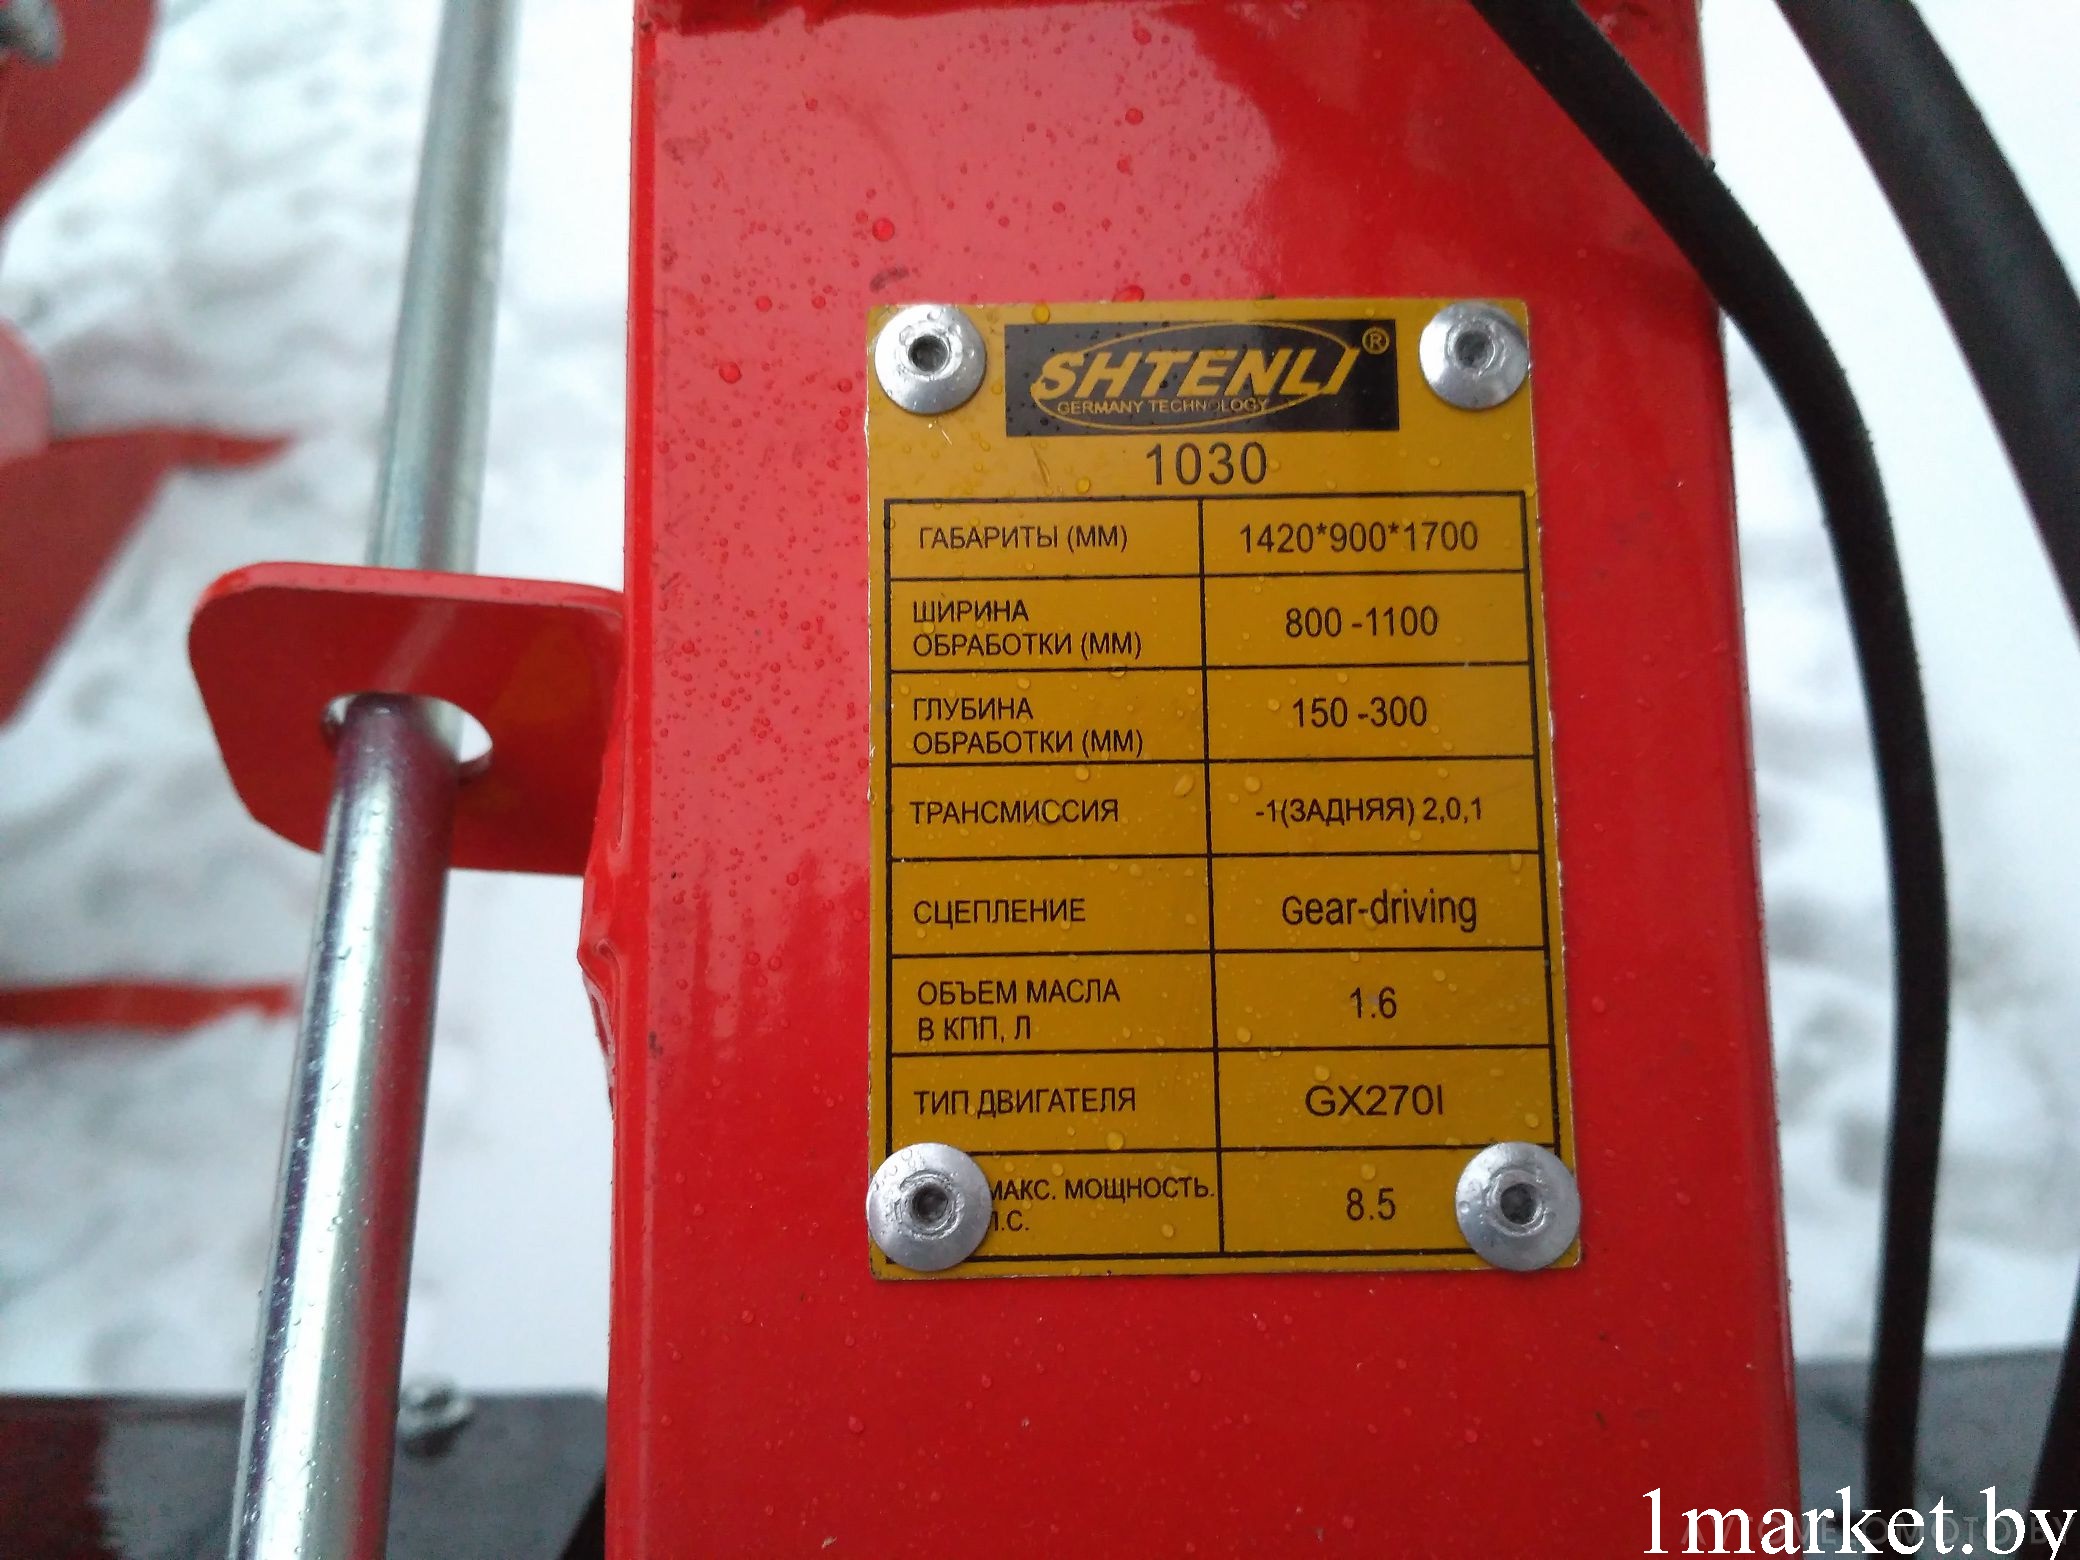 SHTENLI®
GERMANY TECHNOLOGY
1030
ГАБАРИТЫ (ММ) 1420*900*1700
ШИРИНА
ОБРАБОТКИ (ММ) 800 -1100
ГЛУБИНА
ОБРАБОТКИ (ММ) 150 -300
ТРАНСМИССИЯ -1(ЗАДНЯЯ) 2,0,1
СЦЕПЛЕНИЕ Gear-driving
ОБЪЕМ МАСЛА
В КПП, Л 1.6
ТИП ДВИГАТЕЛЯ GX270I
МАКС. МОЩНОСТЬ.
Л.С. 8.5
1market.by